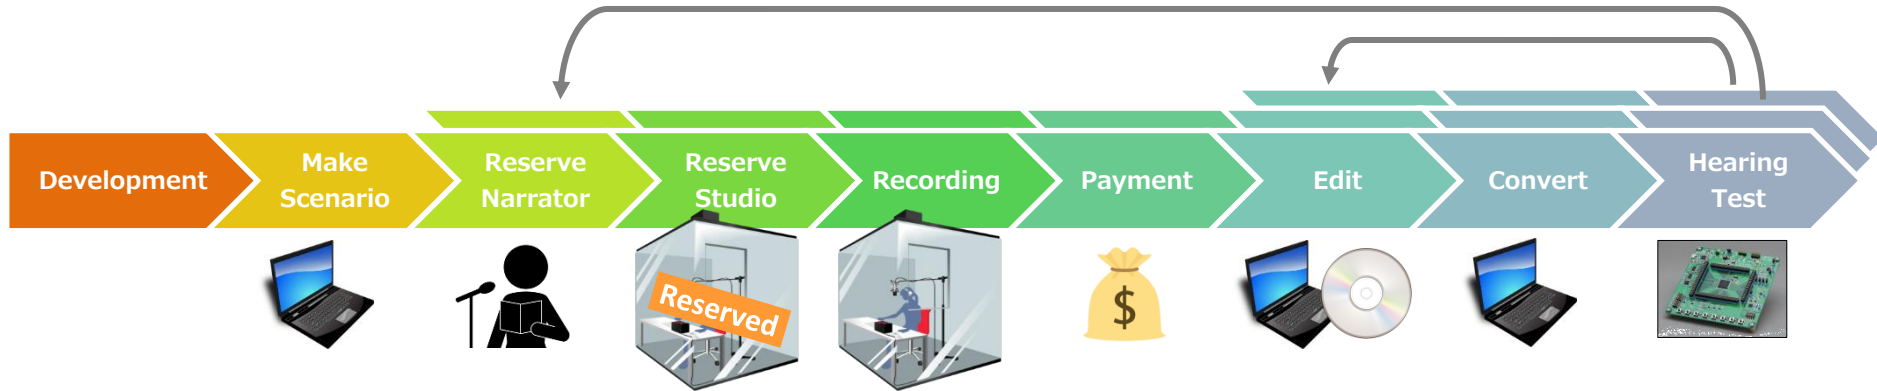 Development
Make
Scenario
Reserve
Narrator
Reserve
Studio
Recording
Payment
Edit
Convert
Hearing
Test
Reserved
$